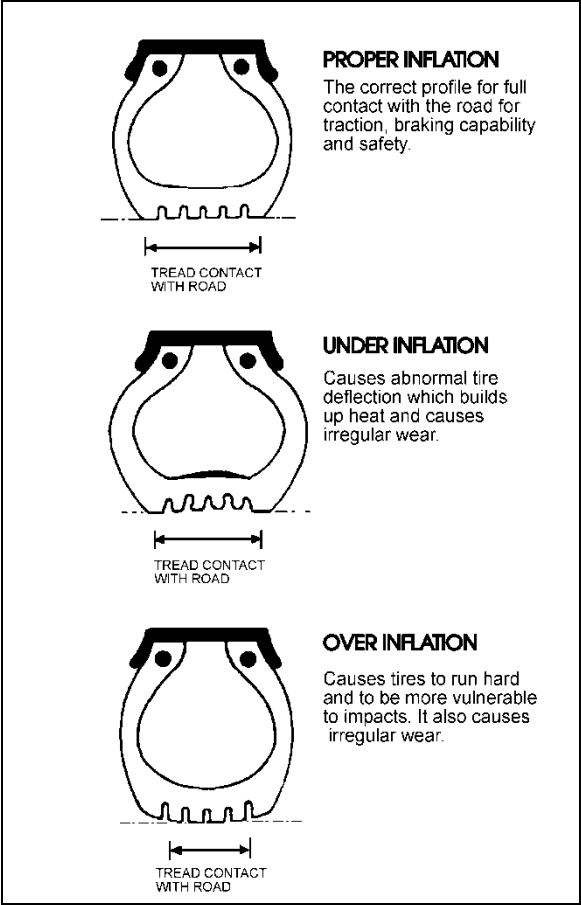 PROPER INFLATION
The correct profile for full
contact with the road for
traction, braking capability
and safety.
TREAD CONTACT
WITH ROAD
UNDER INFLATION
Causes abnormal tire
deflection which builds
up heat and causes
irregular wear.
TREAD CONTACT
WITH ROAD
OVER INFLATION
Causes tires to run hard
and to be more vulnerable
to impacts. It also causes
irregular wear.
TREAD CONTACT
WITH ROAD